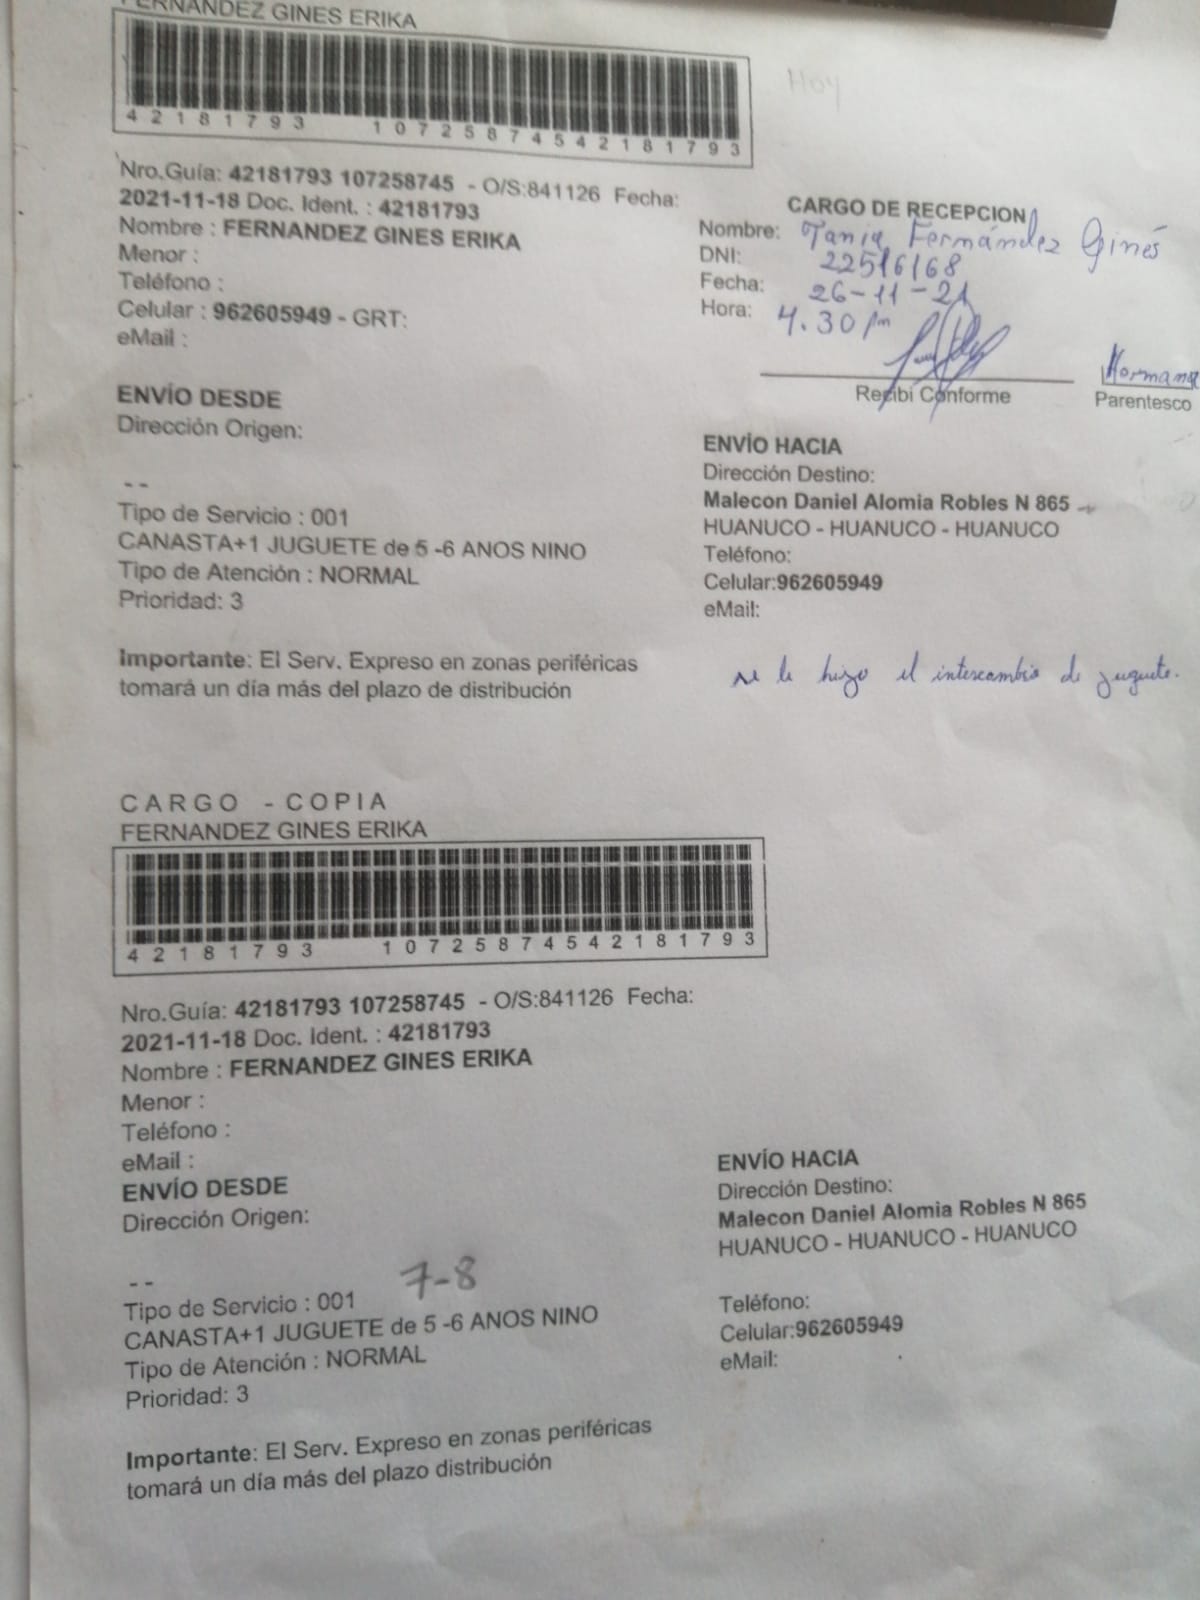 FERNANDEZ GINES ERIKA
42181793 10725874542181793
Hoy
Nro.Guía: 42181793 107258745 - O/S:841126 Fecha:
2021-11-18 Doc. Ident. : 42181793
Nombre : FERNANDEZ GINES ERIKA
Menor :
Teléfono :
Celular : 962605949 - GRT:
eMail :
CARGO DE RECEPCION
Nombre: Tania Fernández Ginés
DNI: 22516168
Fecha: 26-11-21
Hora: 4.30 pm
Recibi Conforme
Hermana
Parentesco
ENVÍO DESDE
Dirección Origen:
--
Tipo de Servicio : 001
CANASTA+1 JUGUETE de 5 -6 ANOS NINO
Tipo de Atención : NORMAL
Prioridad: 3
Importante: El Serv. Expreso en zonas periféricas
tomará un día más del plazo de distribución
ENVÍO HACIA
Dirección Destino:
Malecon Daniel Alomia Robles N 865
HUANUCO - HUANUCO - HUANUCO
Teléfono:
Celular:962605949
eMail:
se le hizo el intercambio de juguete.
CARGO - COPIA
FERNANDEZ GINES ERIKA
42181793 10725874542181793
Nro.Guía: 42181793 107258745 - O/S:841126 Fecha:
2021-11-18 Doc. Ident. : 42181793
Nombre : FERNANDEZ GINES ERIKA
Menor :
Teléfono :
eMail :
ENVÍO DESDE
Dirección Origen:
--
7-8
Tipo de Servicio : 001
CANASTA+1 JUGUETE de 5 -6 ANOS NINO
Tipo de Atención : NORMAL
Prioridad: 3
Importante: El Serv. Expreso en zonas periféricas
tomará un día más del plazo distribución
ENVÍO HACIA
Dirección Destino:
Malecon Daniel Alomia Robles N 865
HUANUCO - HUANUCO - HUANUCO
Teléfono:
Celular:962605949
eMail: